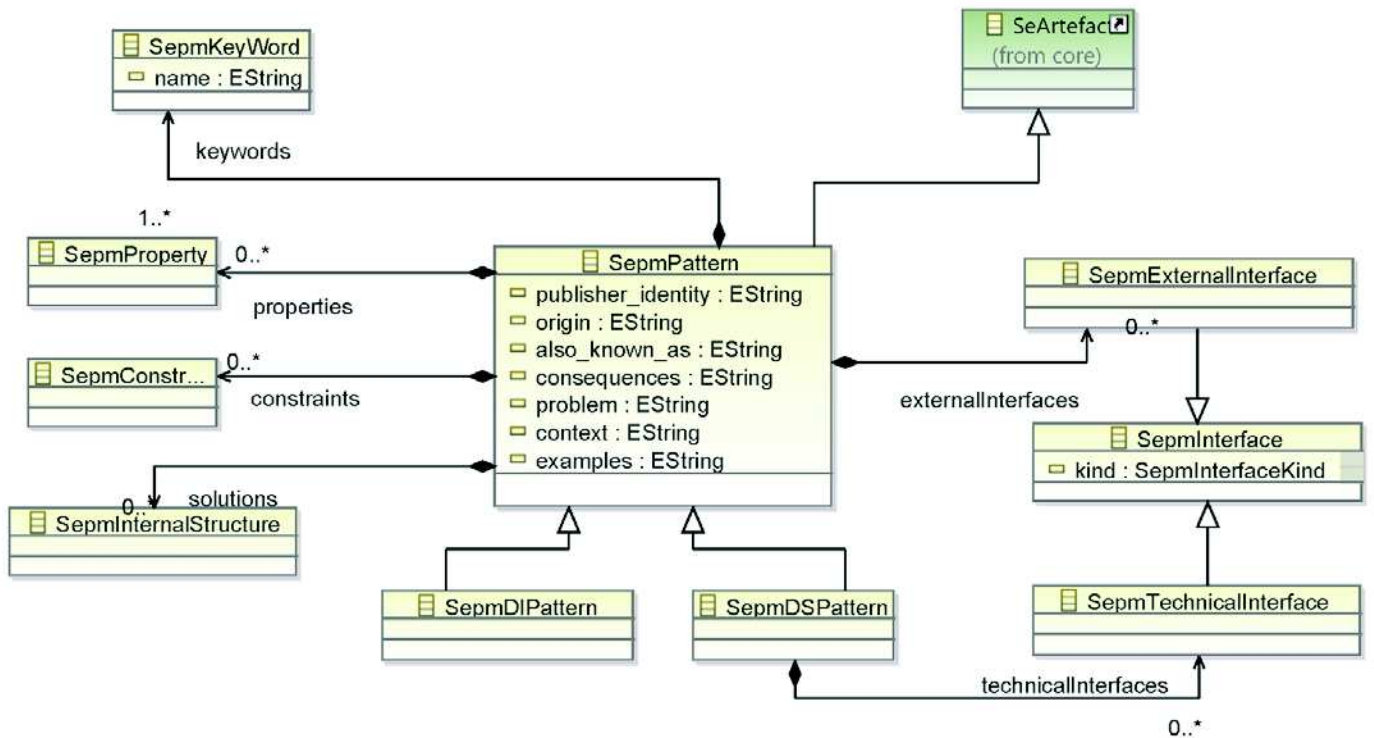 SepmKeyWord
name : EString
SeArtefact
(from core)
keywords
1..*
SepmProperty
0..*
properties
SepmConstr...
0..*
constraints
solutions
0..*
SepmInternalStructure
SepmPattern
publisher_identity : EString
origin : EString
also_known_as : EString
consequences : EString
problem : EString
context : EString
examples : EString
SepmExternalInterface
0..*
externalInterfaces
SepmInterface
kind : SepmInterfaceKind
SepmDIPattern
SepmDSPattern
SepmTechnicalInterface
technicalInterfaces
0..*